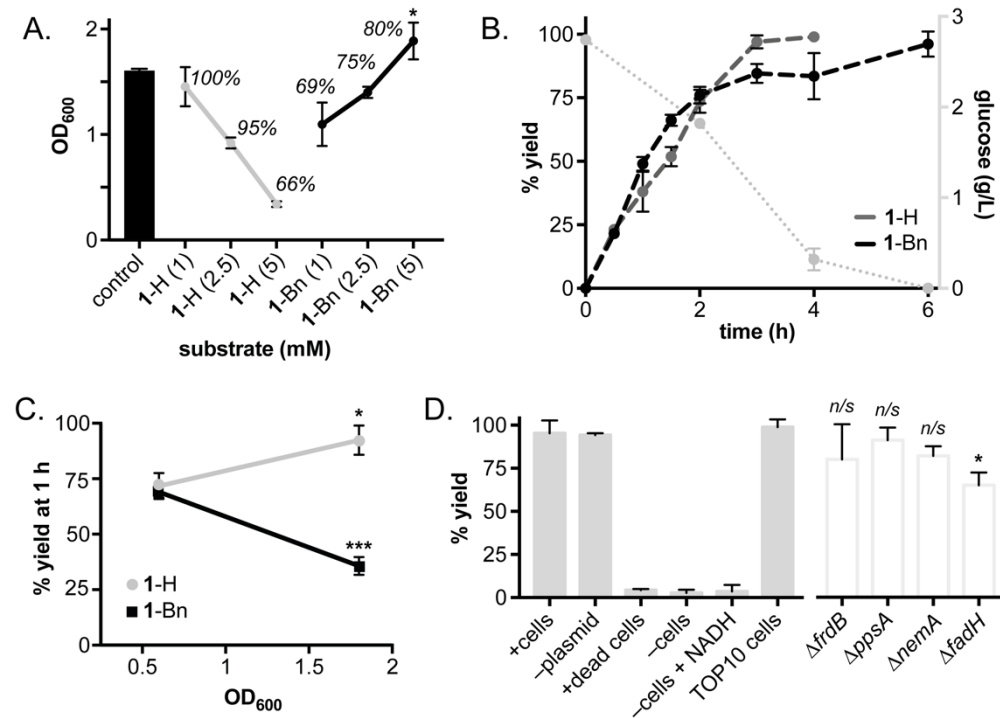 A.
2
1
0
OD600
100%
95%
66%
69%
75%
80%
*
control
1-H (1)
1-H (2.5)
1-H (5)
1-Bn (1)
1-Bn (2.5)
1-Bn (5)
substrate (mM)
B.
100
75
50
25
0
% yield
3
2
1
0
glucose (g/L)
1-H
1-Bn
0
2
4
6
time (h)
C.
100
75
50
25
0
% yield at 1 h
*
***
1-H
1-Bn
0.5
1
1.5
2
OD600
D.
100
75
50
25
0
% yield
n/s
n/s
n/s
*
+cells
–plasmid
+dead cells
–cells
–cells + NADH
TOP10 cells
ΔfrdB
ΔppsA
ΔnemA
ΔfadH